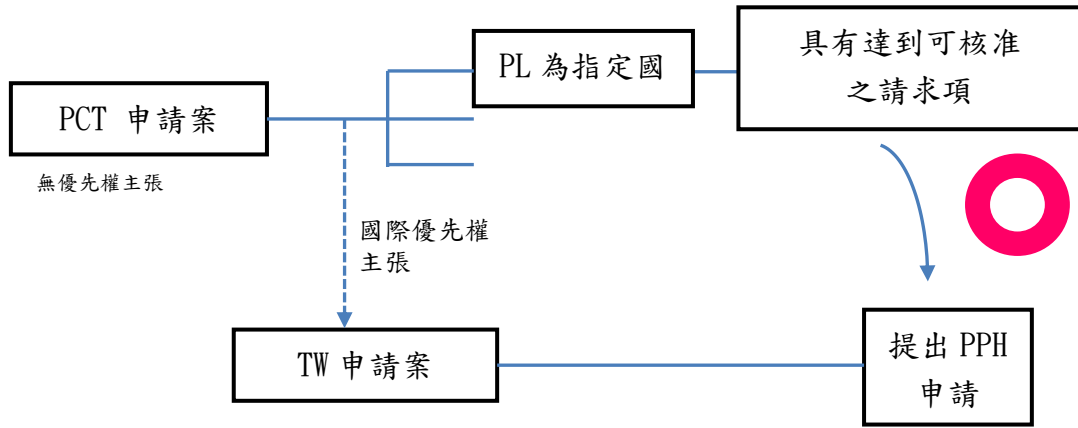 PL 為指定國
具有達到可核准
之請求項
PCT 申請案
無優先權主張
國際優先權
主張
TW 申請案
提出 PPH
申請